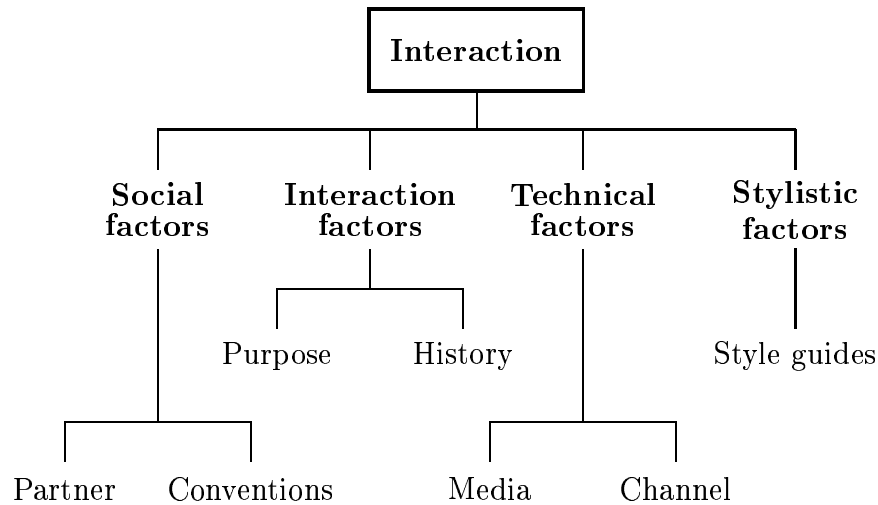 Interaction
Social
factors
Interaction
factors
Technical
factors
Stylistic
factors
Purpose
History
Style guides
Partner
Conventions
Media
Channel